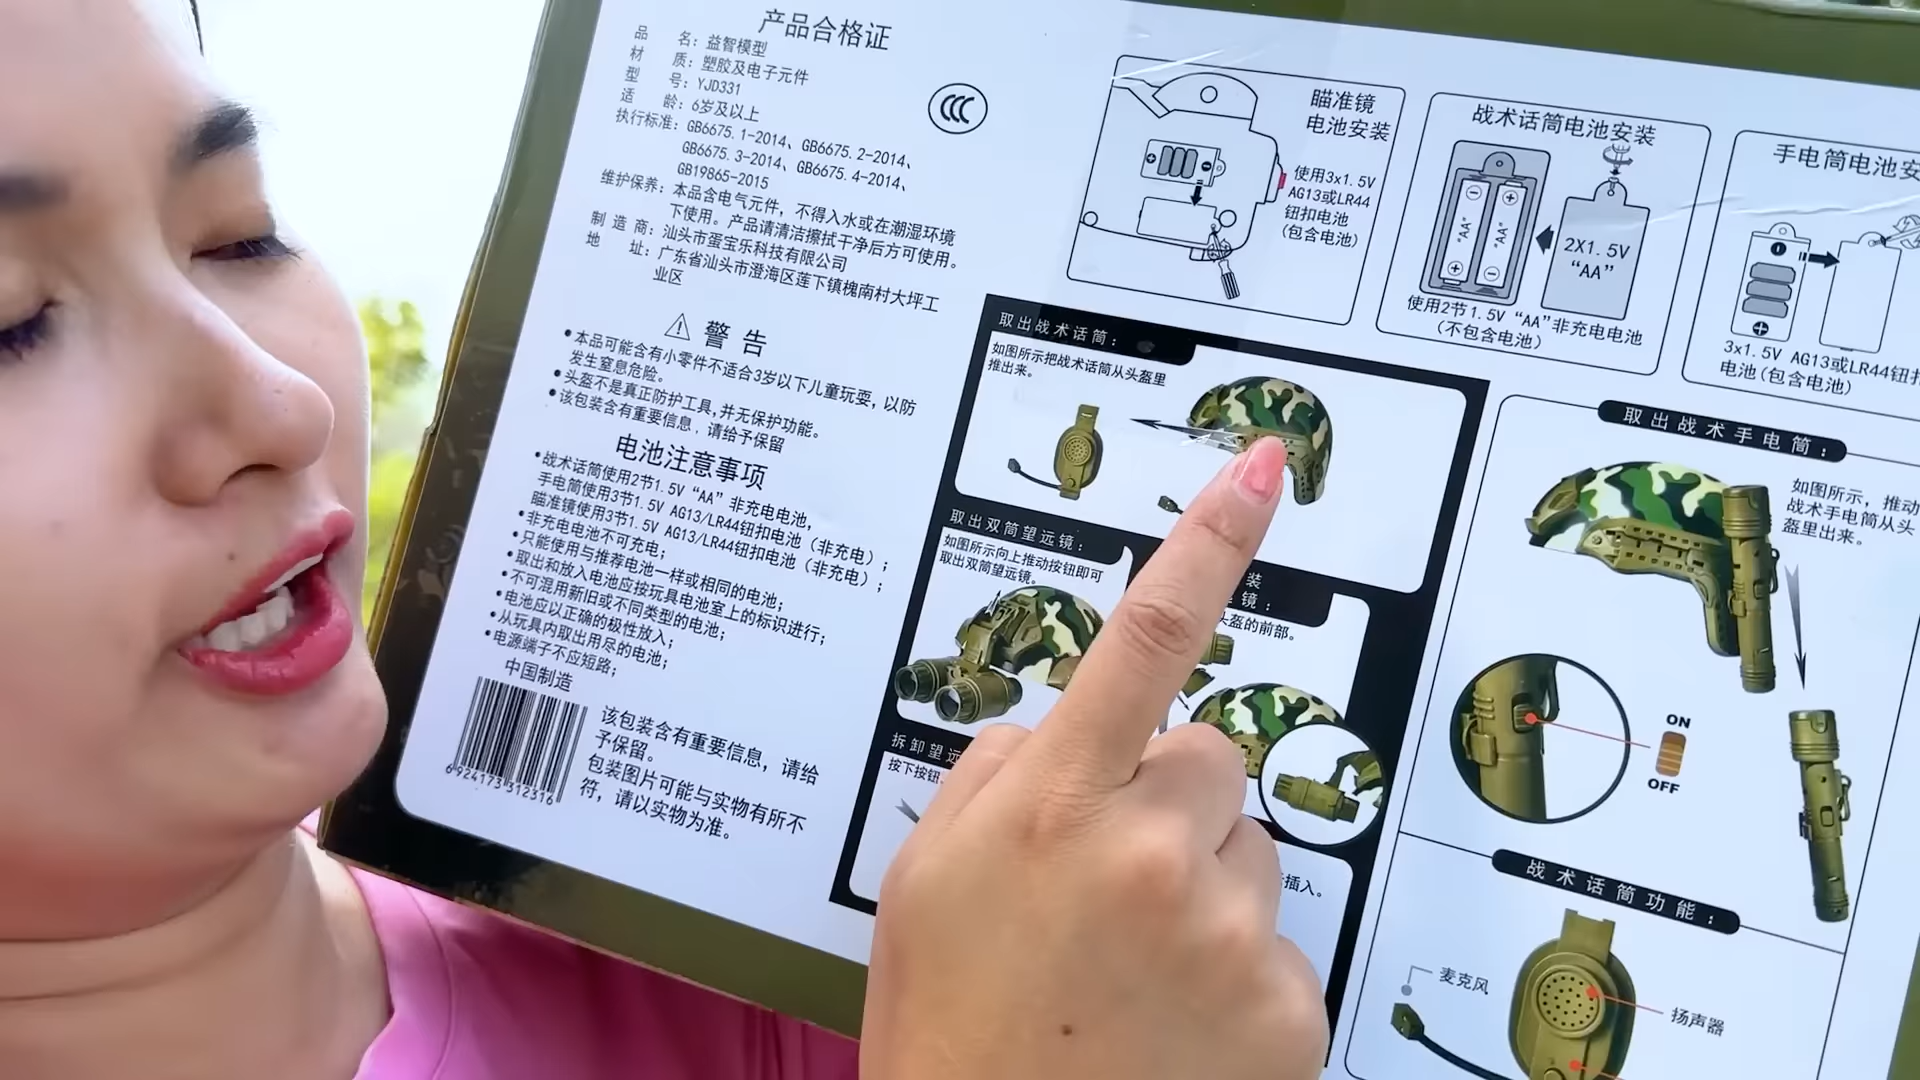 产品合格证
品 名：益智模型
材 质：塑胶及电子元件
型 号：YJD331
适 龄：6岁及以上
执行标准：GB6675.1-2014、GB6675.2-2014、
GB6675.3-2014、GB6675.4-2014、
GB19865-2015
维护保养：本品含电气元件，不得入水或在潮湿环境
下使用。产品请清洁擦拭干净后方可使用。
制 造 商：汕头市蛋宝乐科技有限公司
地 址：广东省汕头市澄海区莲下镇槐南村大坪工
业区
警 告
•本品可能含有小零件不适合3岁以下儿童玩耍，以防
发生窒息危险。
•头盔不是真正防护工具，并无保护功能。
•该包装含有重要信息，请给予保留
电池注意事项
•战术话筒使用2节1.5V “AA” 非充电电池，
手电筒使用3节1.5V AG13/LR44钮扣电池（非充电）；
瞄准镜使用3节1.5V AG13/LR44钮扣电池（非充电）；
•非充电电池不可充电；
•只能使用与推荐电池一样或相同的电池；
•取出和放入电池应按玩具电池室上的标识进行；
•不可混用新旧或不同类型的电池；
•电池应以正确的极性放入；
•从玩具内取出用尽的电池；
•电源端子不应短路；
中国制造
6924173312316
该包装含有重要信息，请给
予保留。
包装图片可能与实物有所不
符，请以实物为准。
瞄准镜
电池安装
使用3x1.5V
AG13或LR44
钮扣电池
(包含电池)
战术话筒电池安装
“AA”
“AA”
2X1.5V
“AA”
使用2节1.5V “AA”非充电电池
（不包含电池）
手电筒电池安
3x1.5V AG13或LR44钮扣
电池(包含电池)
取出战术话筒：
如图所示把战术话筒从头盔里
推出来。
取出双筒望远镜：
如图所示向上推动按钮即可
取出双筒望远镜。
装
镜：
头盔的前部。
拆卸望远
按下按钮
插入。
取出战术手电筒：
如图所示，推动
战术手电筒从头
盔里出来。
ON
OFF
战术话筒功能：
麦克风
扬声器